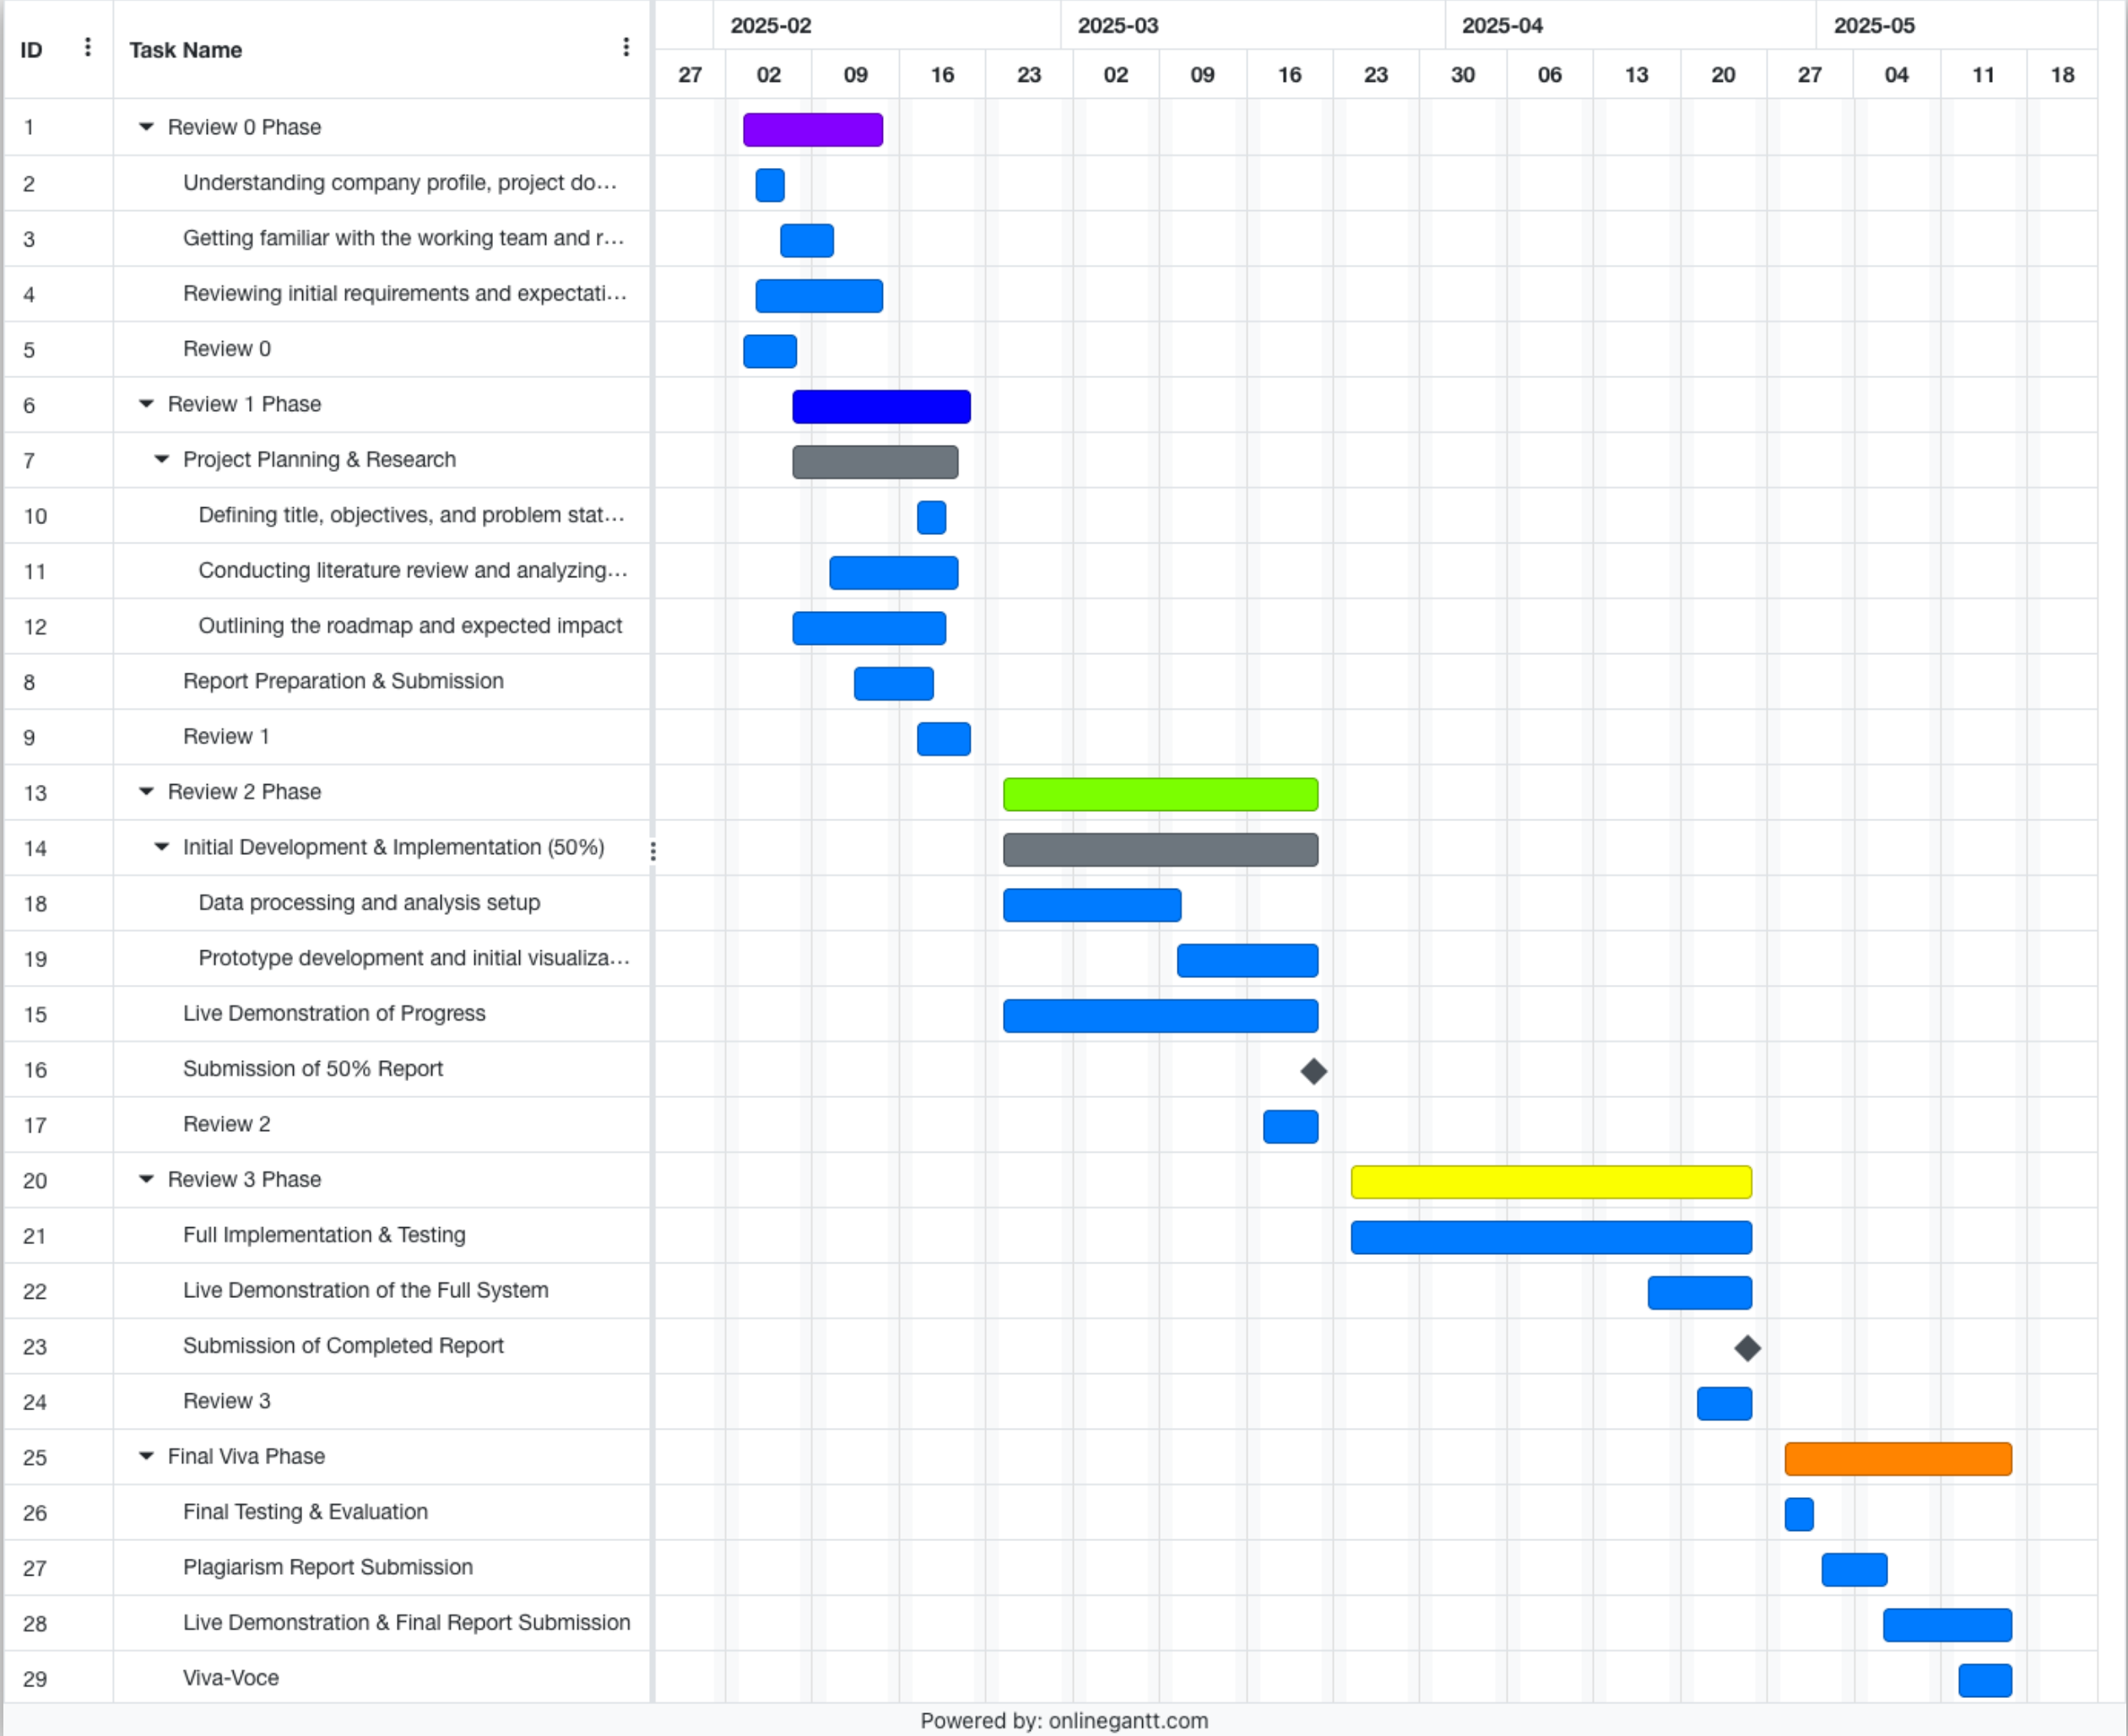 ID Task Name 2025-02 2025-03 2025-04 2025-05
27 02 09 16 23 02 09 16 23 30 06 13 20 27 04 11 18
1 Review 0 Phase
2 Understanding company profile, project do...
3 Getting familiar with the working team and r...
4 Reviewing initial requirements and expectati...
5 Review 0
6 Review 1 Phase
7 Project Planning & Research
10 Defining title, objectives, and problem stat...
11 Conducting literature review and analyzing...
12 Outlining the roadmap and expected impact
8 Report Preparation & Submission
9 Review 1
13 Review 2 Phase
14 Initial Development & Implementation (50%)
18 Data processing and analysis setup
19 Prototype development and initial visualiza...
15 Live Demonstration of Progress
16 Submission of 50% Report
17 Review 2
20 Review 3 Phase
21 Full Implementation & Testing
22 Live Demonstration of the Full System
23 Submission of Completed Report
24 Review 3
25 Final Viva Phase
26 Final Testing & Evaluation
27 Plagiarism Report Submission
28 Live Demonstration & Final Report Submission
29 Viva-Voce
Powered by: onlinegantt.com